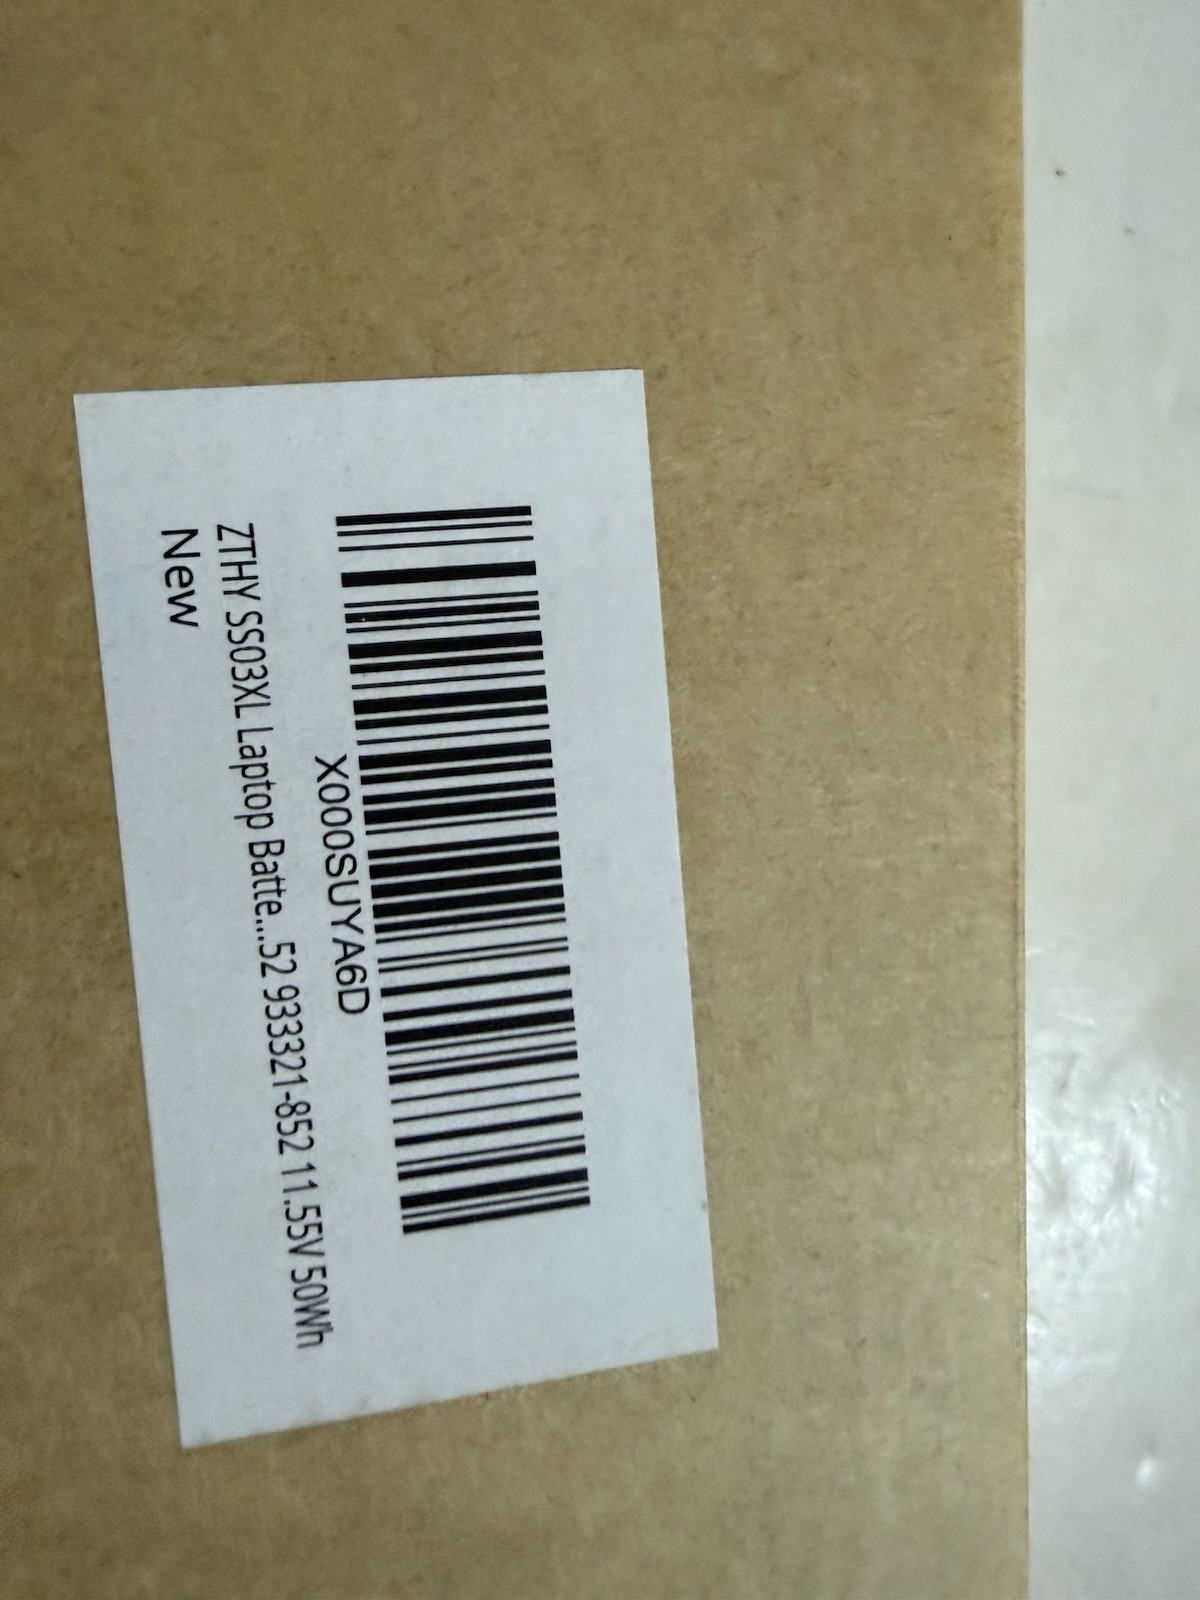 X000SUYA6D
ZTHY SS03XL Laptop Batte...52 933321-852 11.55V 50Wh
New